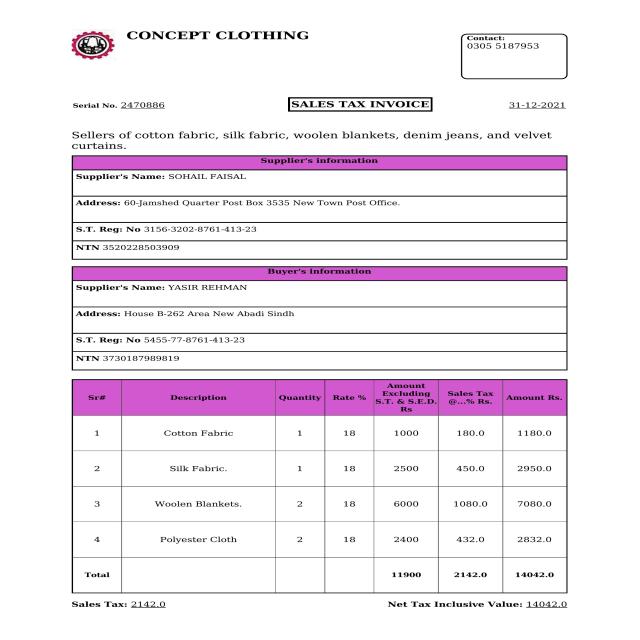 CONCEPT CLOTHING
Contact:
0305 5187953
Serial No. 2470886
SALES TAX INVOICE
31-12-2021
Sellers of cotton fabric, silk fabric, woolen blankets, denim jeans, and velvet
curtains.
Supplier's information
Supplier's Name: SOHAIL FAISAL
Address: 60-Jamshed Quarter Post Box 3535 New Town Post Office.
S.T. Reg: No 3156-3202-8761-413-23
NTN 3520228503909
Buyer's information
Supplier's Name: YASIR REHMAN
Address: House B-262 Area New Abadi Sindh
S.T. Reg: No 5455-77-8761-413-23
NTN 3730187989819
Sr# Description Quantity Rate % Amount Excluding S.T. & S.E.D. Rs Sales Tax @...% Rs. Amount Rs.
1 Cotton Fabric 1 18 1000 180.0 1180.0
2 Silk Fabric. 1 18 2500 450.0 2950.0
3 Woolen Blankets. 2 18 6000 1080.0 7080.0
4 Polyester Cloth 2 18 2400 432.0 2832.0
Total 11900 2142.0 14042.0
Sales Tax: 2142.0 Net Tax Inclusive Value: 14042.0